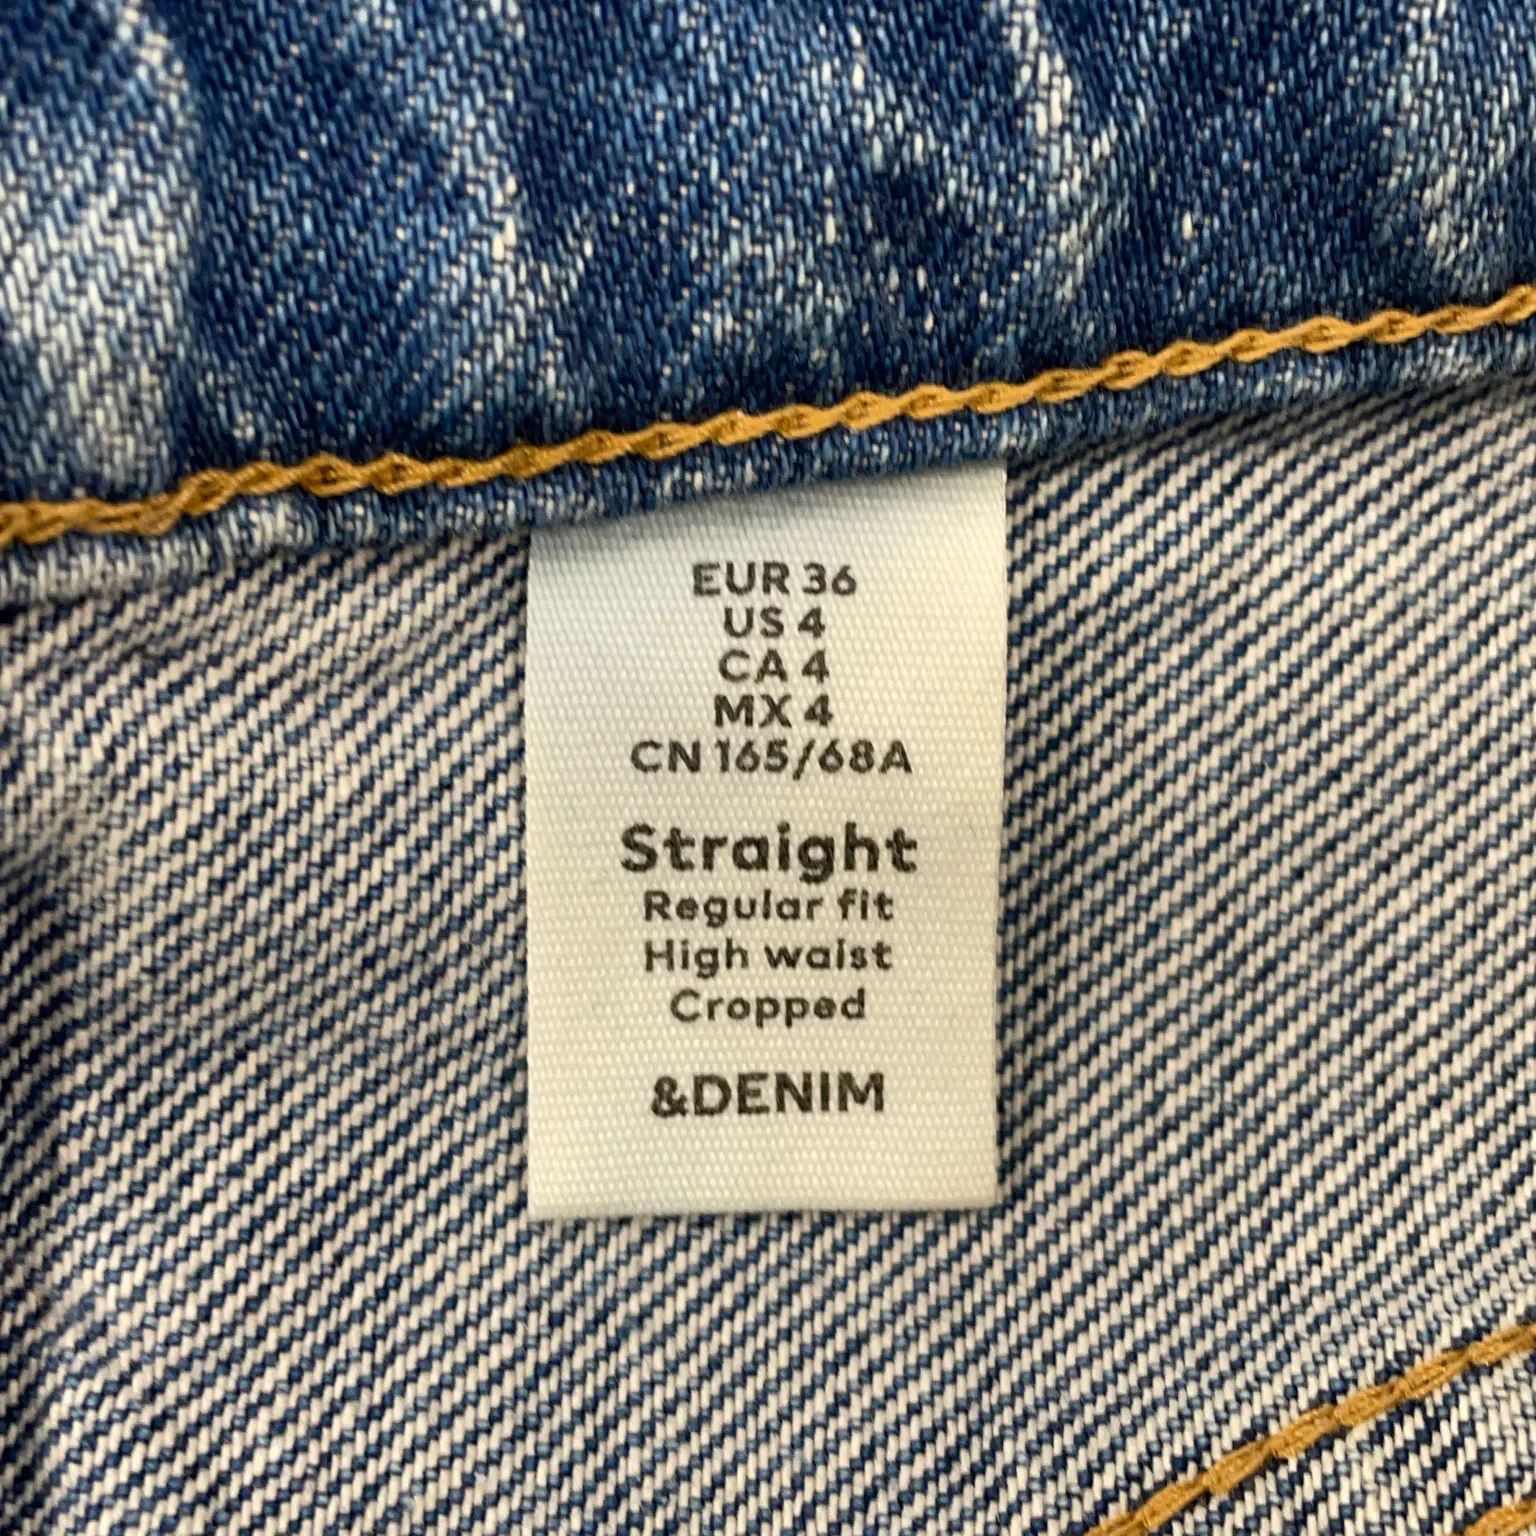 EUR 36
US 4
CA 4
MX 4
CN 165/68A
Straight
Regular fit
High waist
Cropped
&DENIM